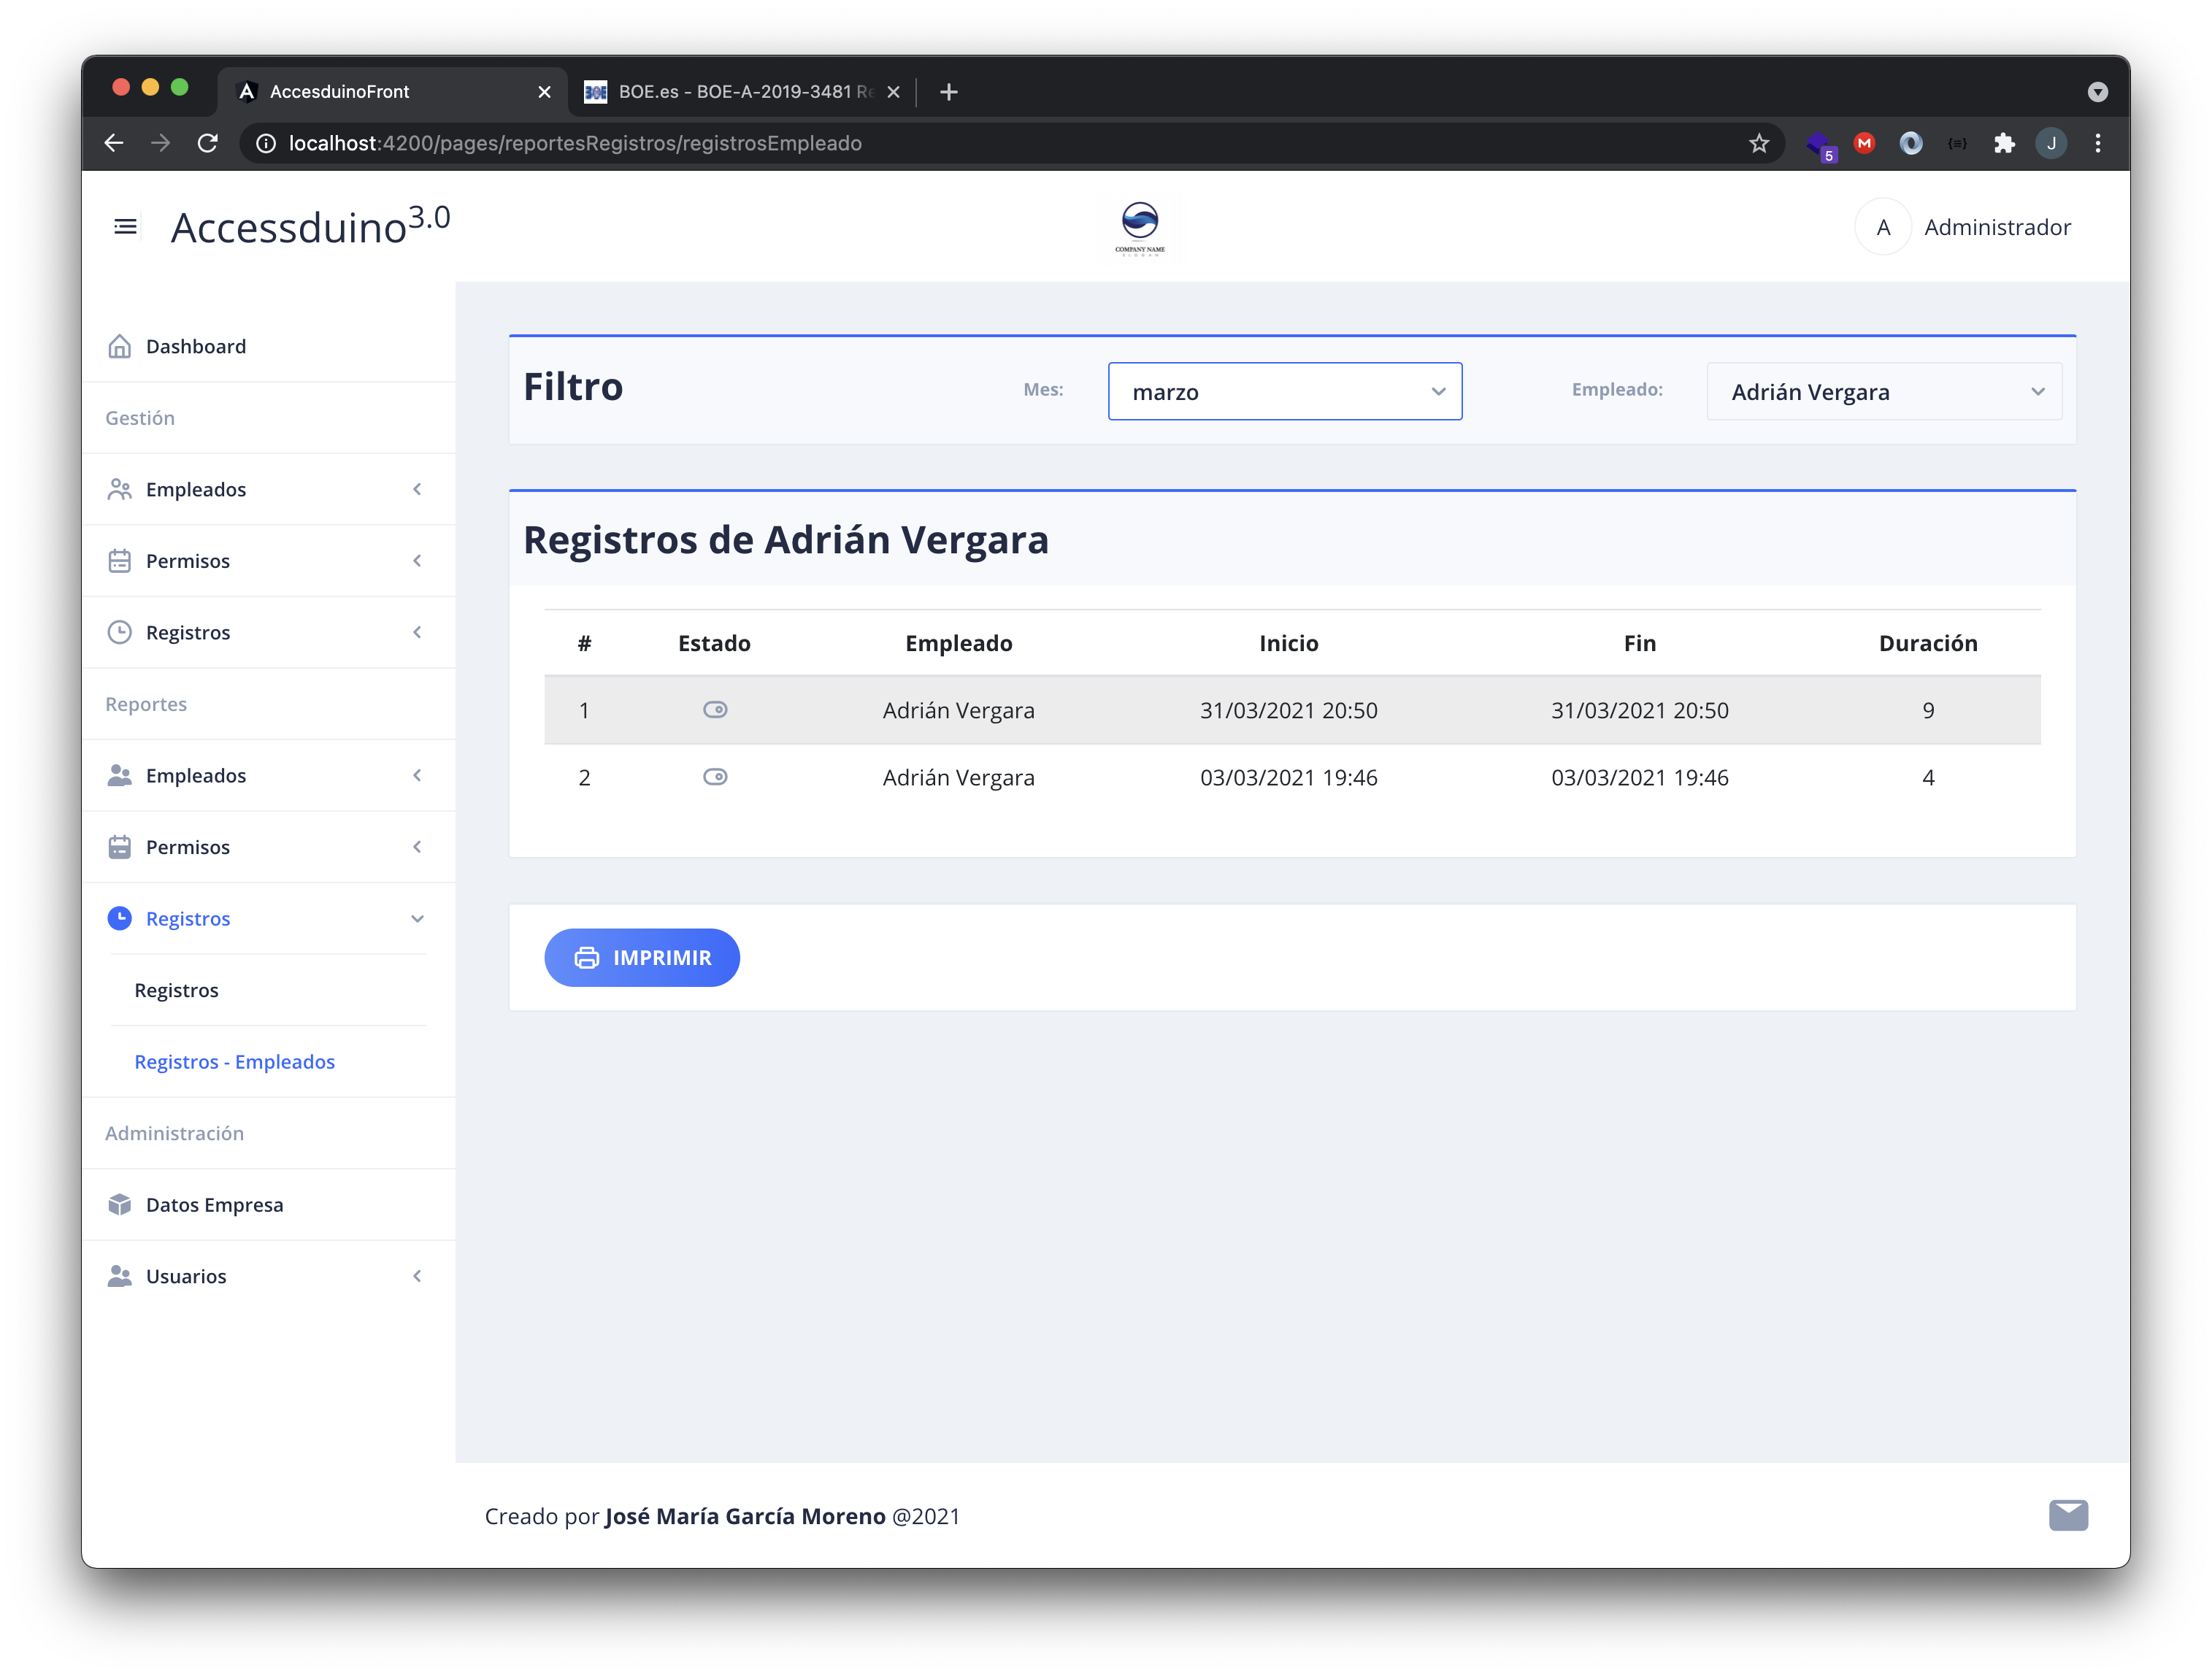 AccesduinoFront
BOE.es - BOE-A-2019-3481 Re
localhost:4200/pages/reportesRegistros/registrosEmpleado
5
M
J
Accessduino3.0
COMPANY NAME
SLOGAN
A Administrador
Dashboard
Gestión
Empleados
Permisos
Registros
Reportes
Empleados
Permisos
Registros
Registros
Registros - Empleados
Administración
Datos Empresa
Usuarios
Filtro Mes: marzo Empleado: Adrián Vergara
Registros de Adrián Vergara
# Estado Empleado Inicio Fin Duración
1 Adrián Vergara 31/03/2021 20:50 31/03/2021 20:50 9
2 Adrián Vergara 03/03/2021 19:46 03/03/2021 19:46 4
IMPRIMIR
Creado por José María García Moreno @2021